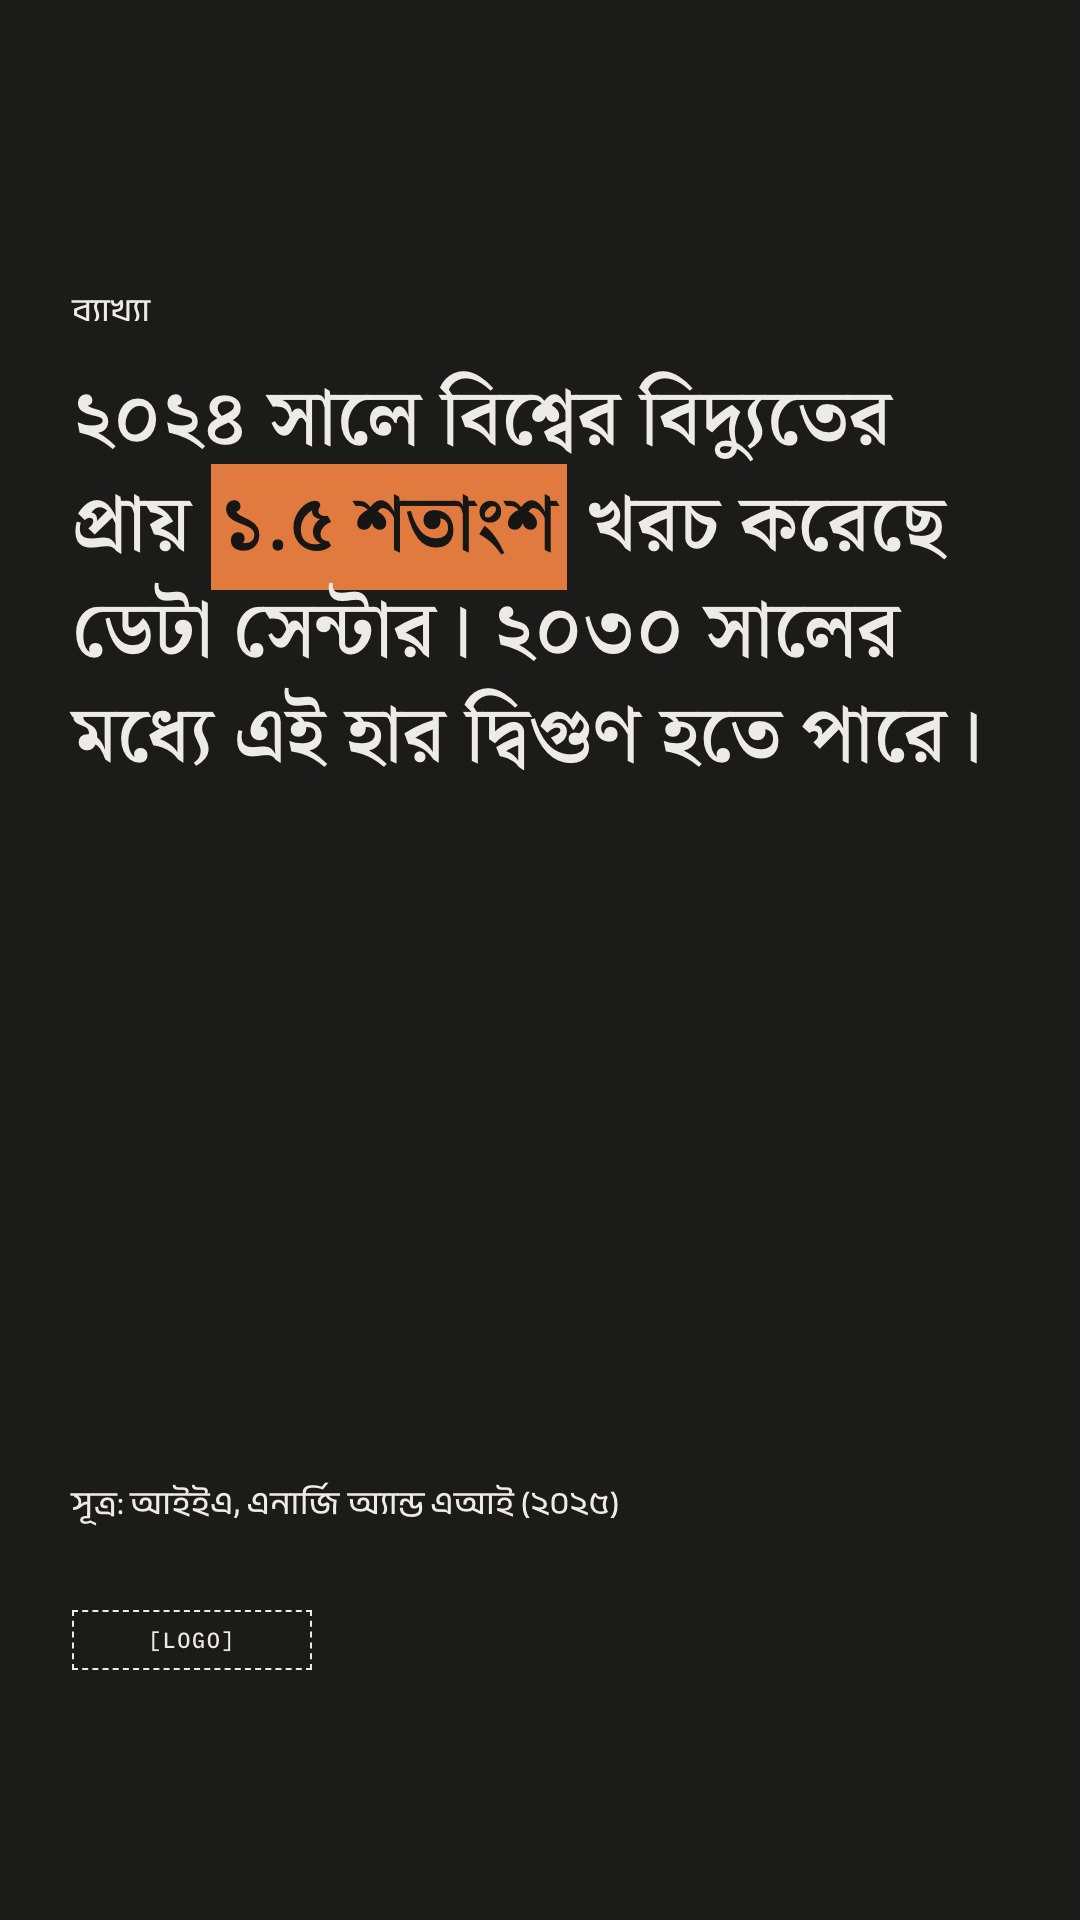 ব্যাখ্যা
২০২৪ সালে বিশ্বের বিদ্যুতের
প্রায় ১.৫ শতাংশ খরচ করেছে
ডেটা সেন্টার। ২০৩০ সালের
মধ্যে এই হার দ্বিগুণ হতে পারে।
সূত্র: আইইএ, এনার্জি অ্যান্ড এআই (২০২৫)
[LOGO]